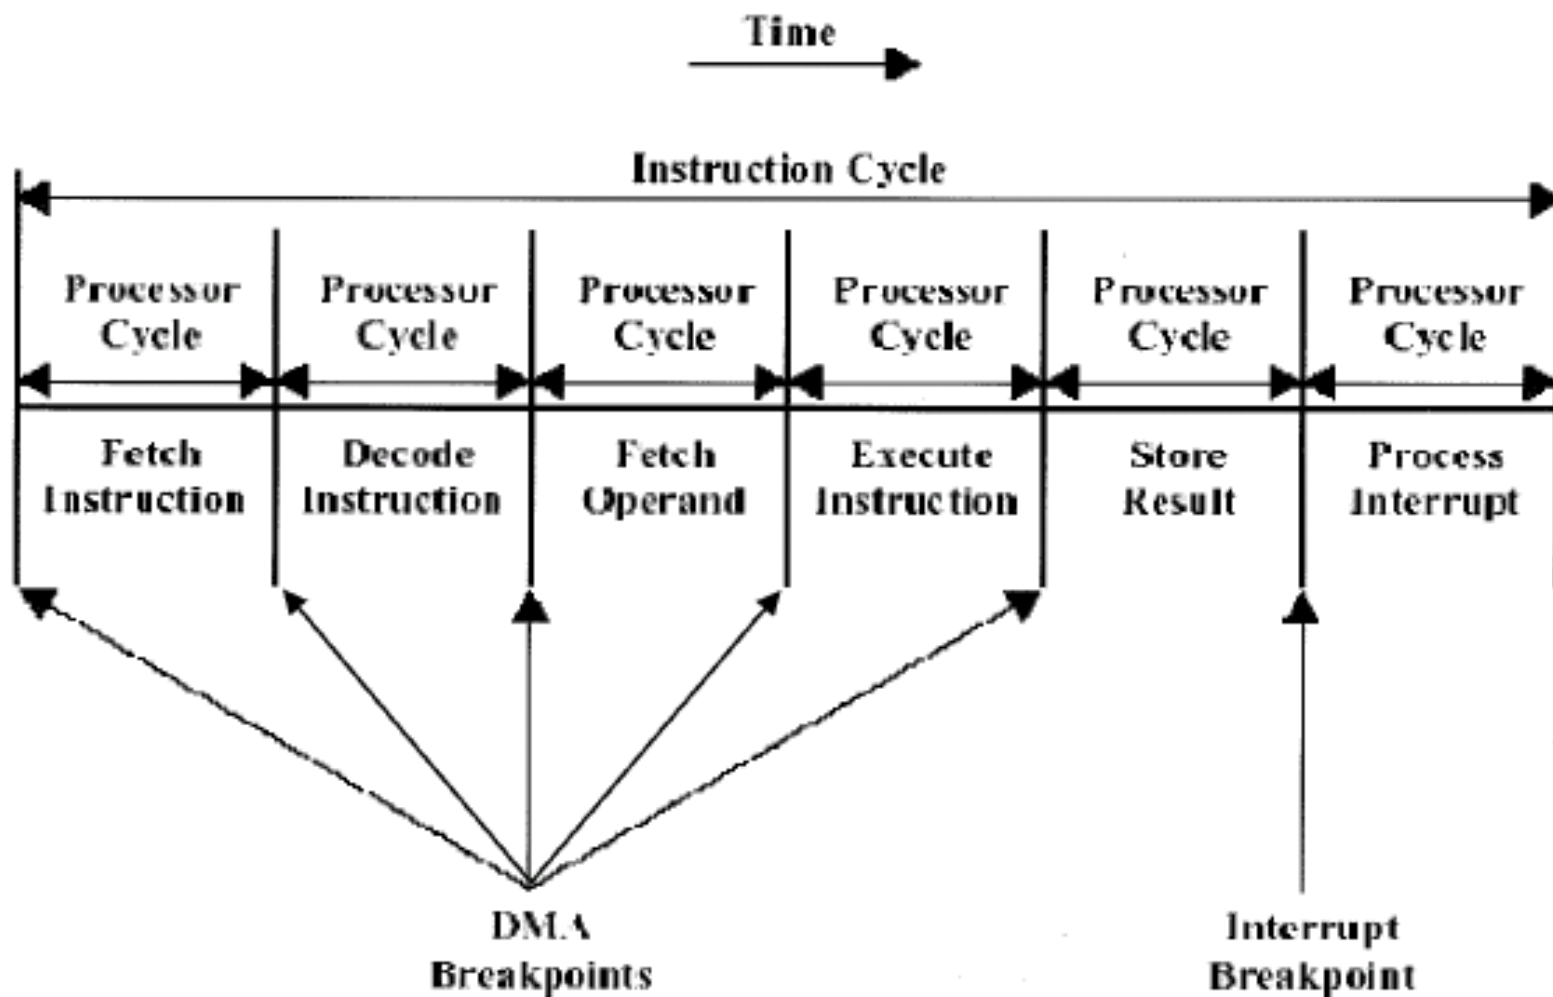 Time
Instruction Cycle
Processor Processor Processor Processor Processor Processor
Cycle Cycle Cycle Cycle Cycle Cycle
Fetch Decode Fetch Execute Store Process
Instruction Instruction Operand Instruction Result Interrupt
DMA Interrupt
Breakpoints Breakpoint